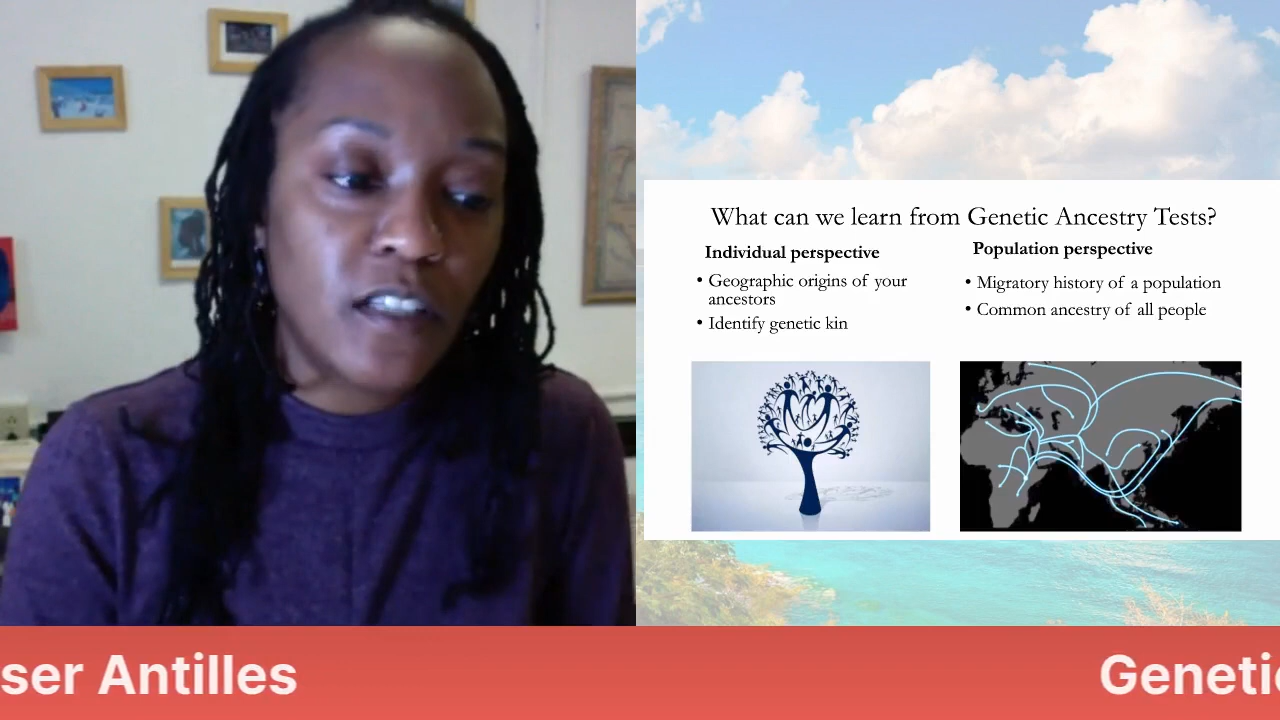 What can we learn from Genetic Ancestry Tests?
Individual perspective
• Geographic origins of your
ancestors
• Identify genetic kin
Population perspective
• Migratory history of a population
• Common ancestry of all people
ser Antilles
Genetic